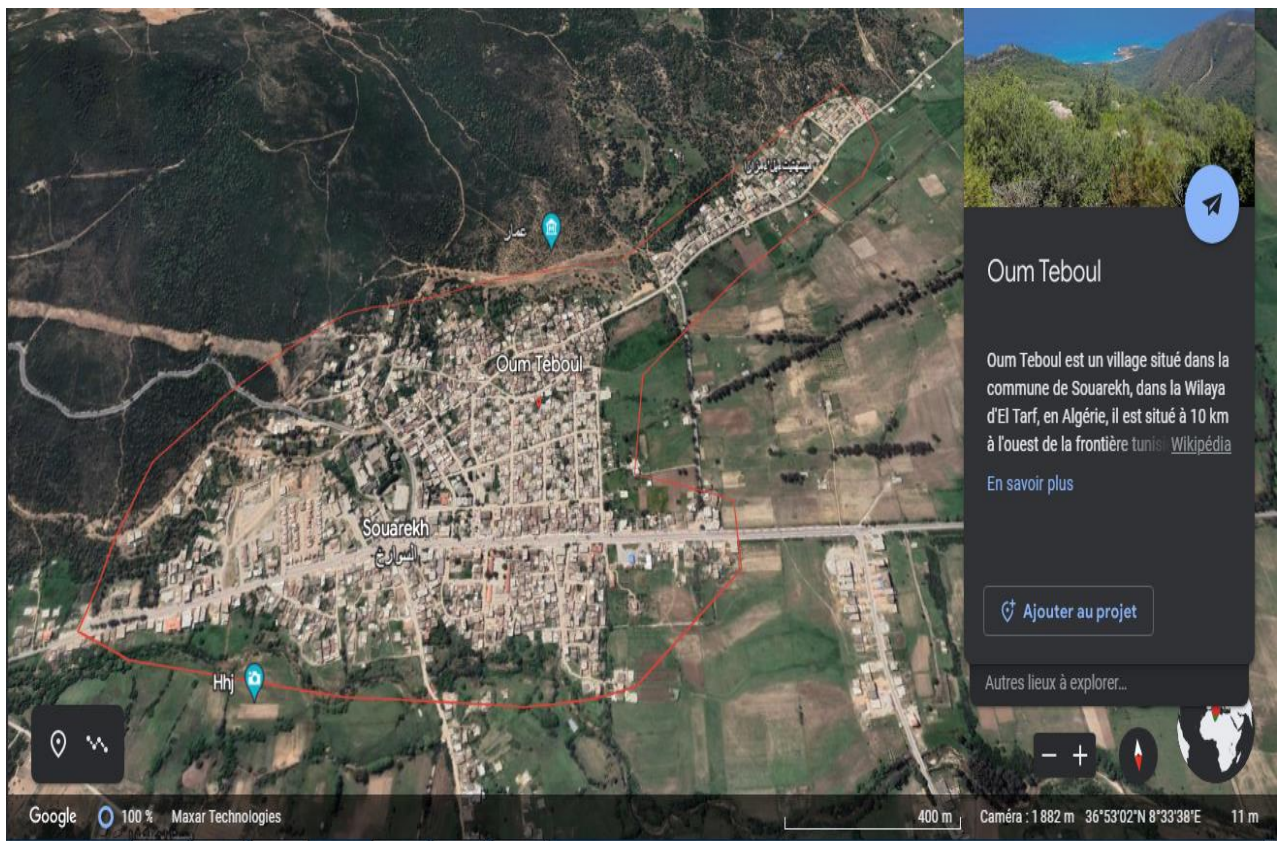 عمار
Oum Teboul
Souarekh
السوارخ
Hhj
Oum Teboul
Oum Teboul est un village situé dans la
commune de Souarekh, dans la Wilaya
d'El Tarf, en Algérie, il est situé à 10 km
à l'ouest de la frontière tunis Wikipédia
En savoir plus
Ajouter au projet
Autres lieux à explorer...
Google 100 % Maxar Technologies 400 m Caméra : 1 882 m 36°53'02"N 8°33'38"E 11 m